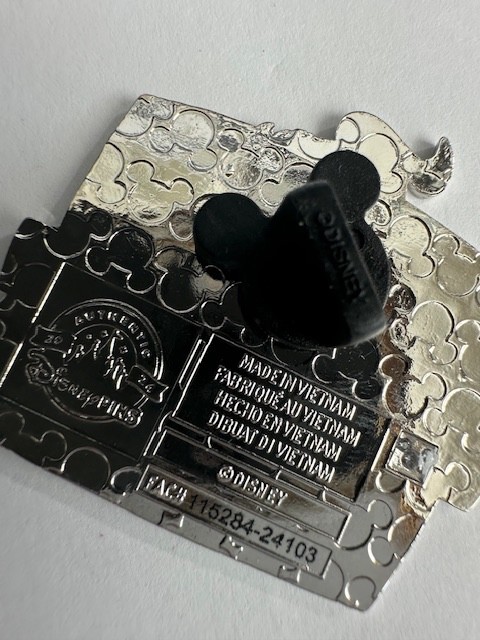 ©DISNEY
AUTHENTIC
20
DISNEY PINS
MADE IN VIETNAM
FABRIQUÉ AU VIETNAM
HECHO EN VIETNAM
DIBUAT DI VIETNAM
©DISNEY
FAC# 115284-24103